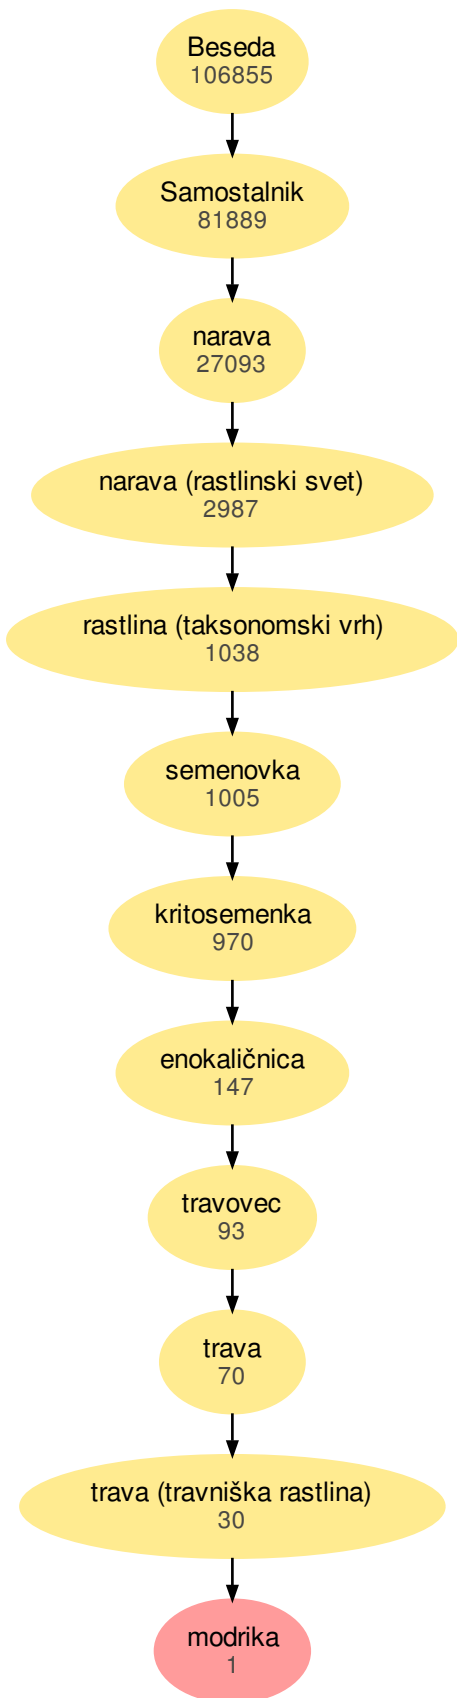 Beseda
106855
Samostalnik
81889
narava
27093
narava (rastlinski svet)
2987
rastlina (taksonomski vrh)
1038
semenovka
1005
kritosemenka
970
enokaličnica
147
travovec
93
trava
70
trava (travniška rastlina)
30
modrika
1